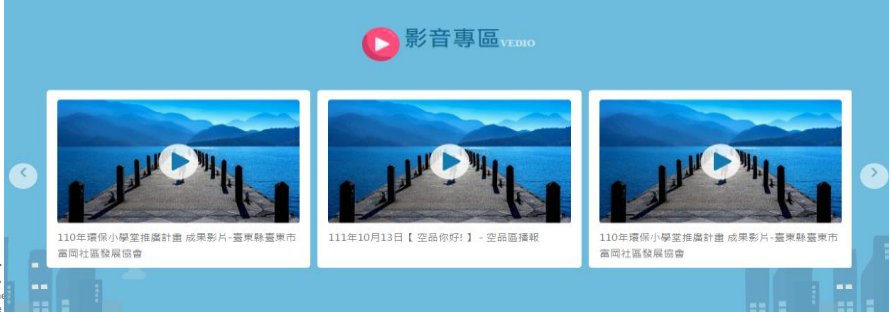 影音專區VEDIO
110年環保小學堂推廣計畫 成果影片-臺東縣臺東市
富岡社區發展協會
111年10月13日【 空品你好! 】 - 空品區播報
110年環保小學堂推廣計畫 成果影片-臺東縣臺東市
富岡社區發展協會